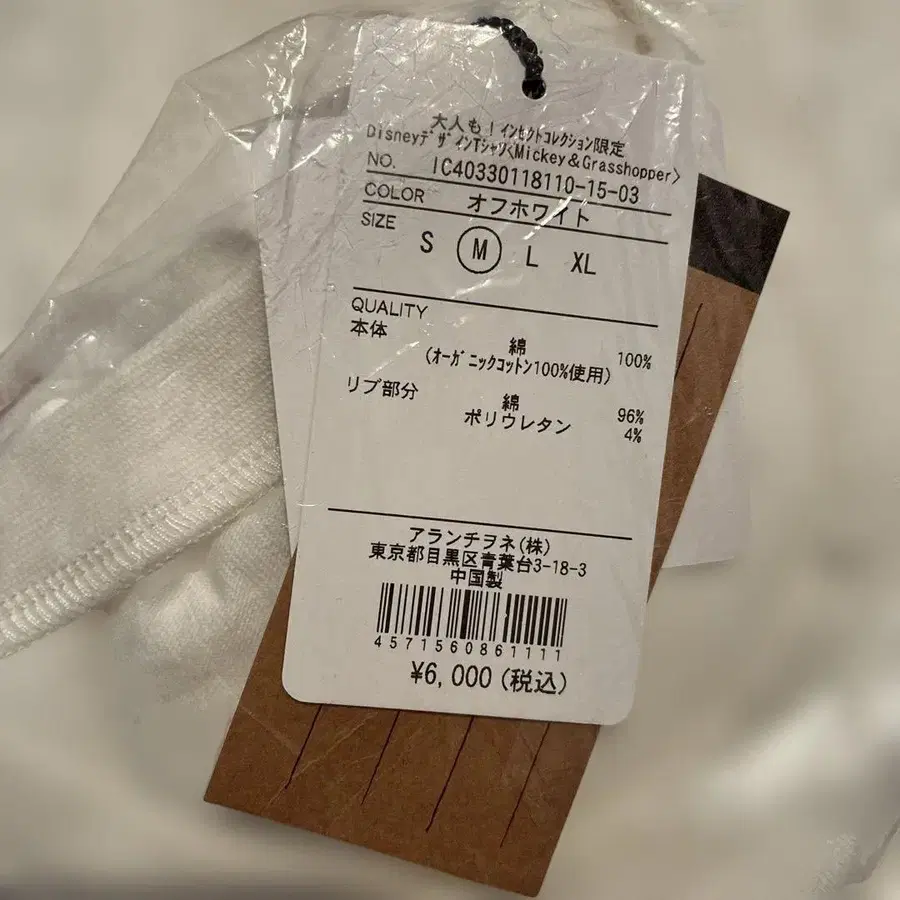 大人も！インセクトコレクション限定
DisneyデザインTシャツ<Mickey＆Grasshopper>
NO. IC40330118110-15-03
COLOR オフホワイト
SIZE
S M L XL
QUALITY
本体 綿 100%
(オーガニックコットン100%使用)
リブ部分 綿 96%
ポリウレタン 4%
アランチヲネ(株)
東京都目黒区青葉台3-18-3
中国製
4571560861111
¥6,000(税込)